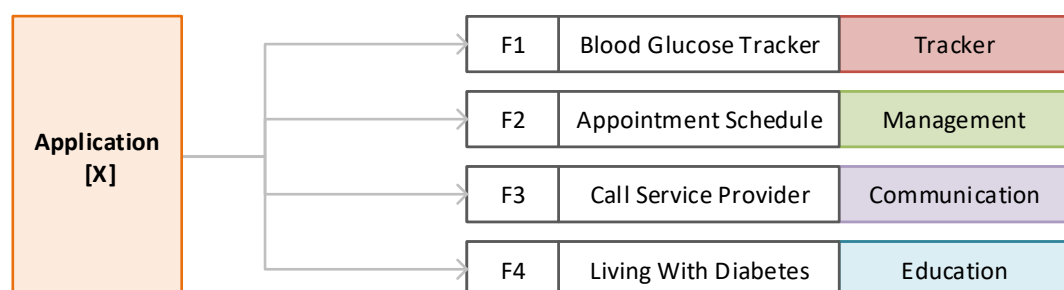 F1 Blood Glucose Tracker Tracker
F2 Appointment Schedule Management
Application
[X]
F3 Call Service Provider Communication
F4 Living With Diabetes Education